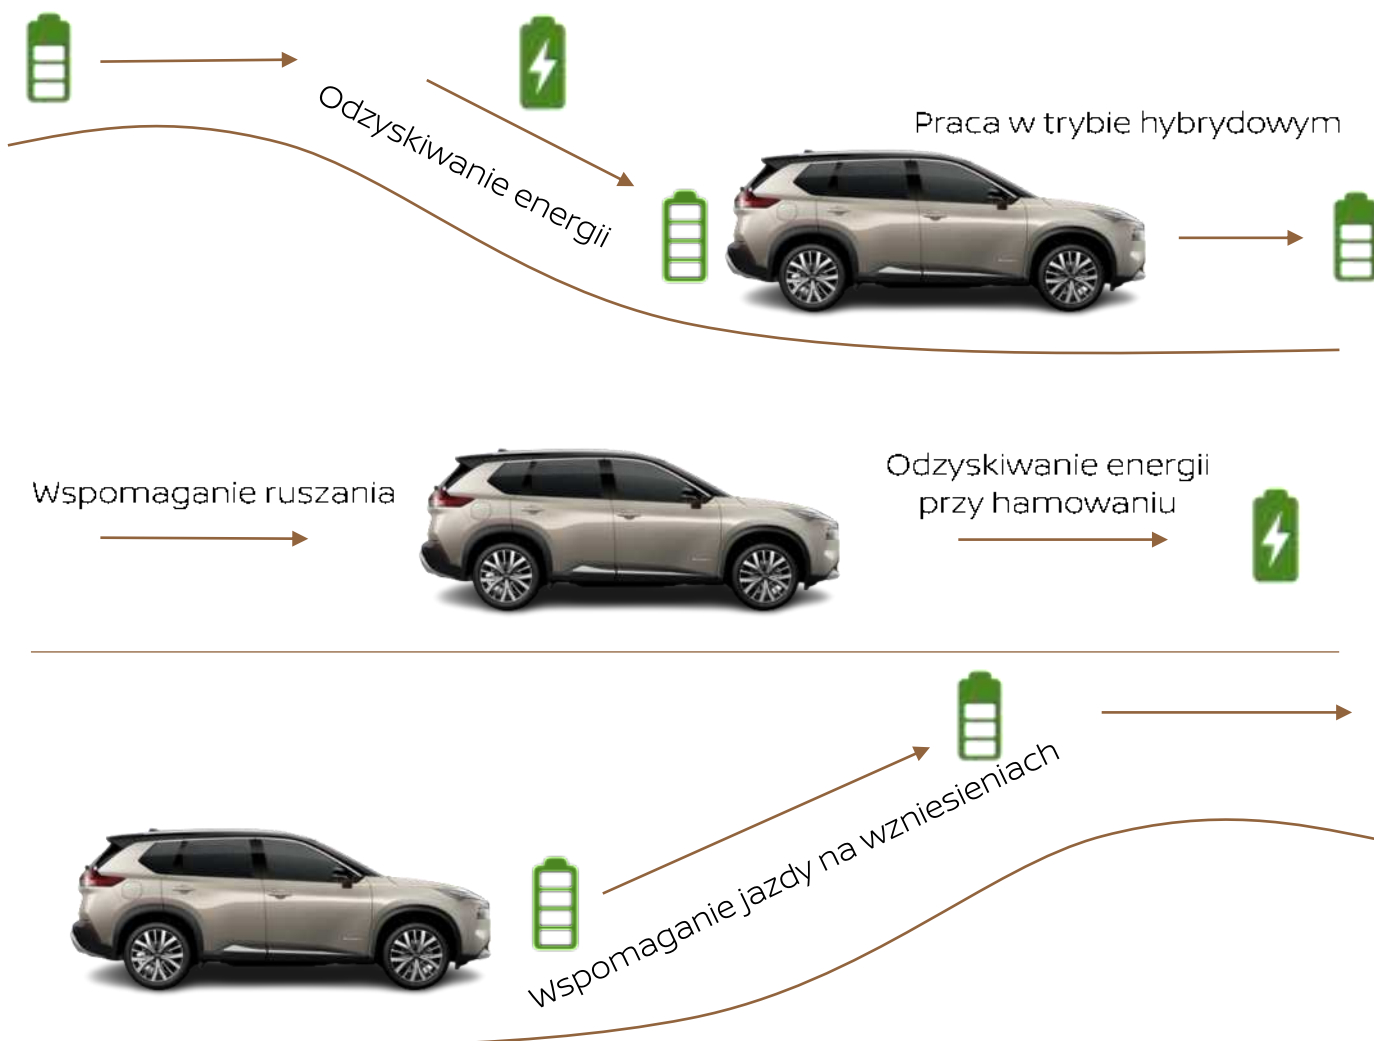 Odzyskiwanie energii
Praca w trybie hybrydowym
Wspomaganie ruszania
Odzyskiwanie energii
przy hamowaniu
Wspomaganie jazdy na wzniesieniach